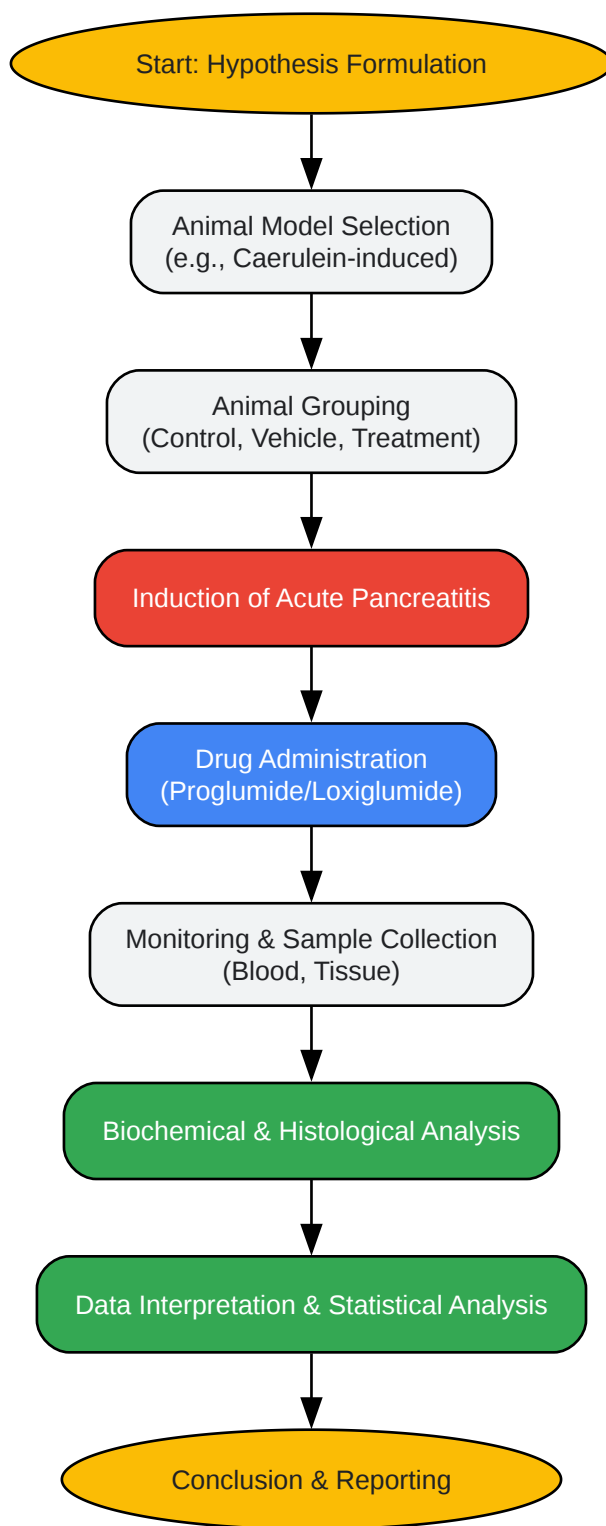 Start: Hypothesis Formulation
Animal Model Selection
(e.g., Caerulein-induced)
Animal Grouping
(Control, Vehicle, Treatment)
Induction of Acute Pancreatitis
Drug Administration
(Proglumide/Loxiglumide)
Monitoring & Sample Collection
(Blood, Tissue)
Biochemical & Histological Analysis
Data Interpretation & Statistical Analysis
Conclusion & Reporting